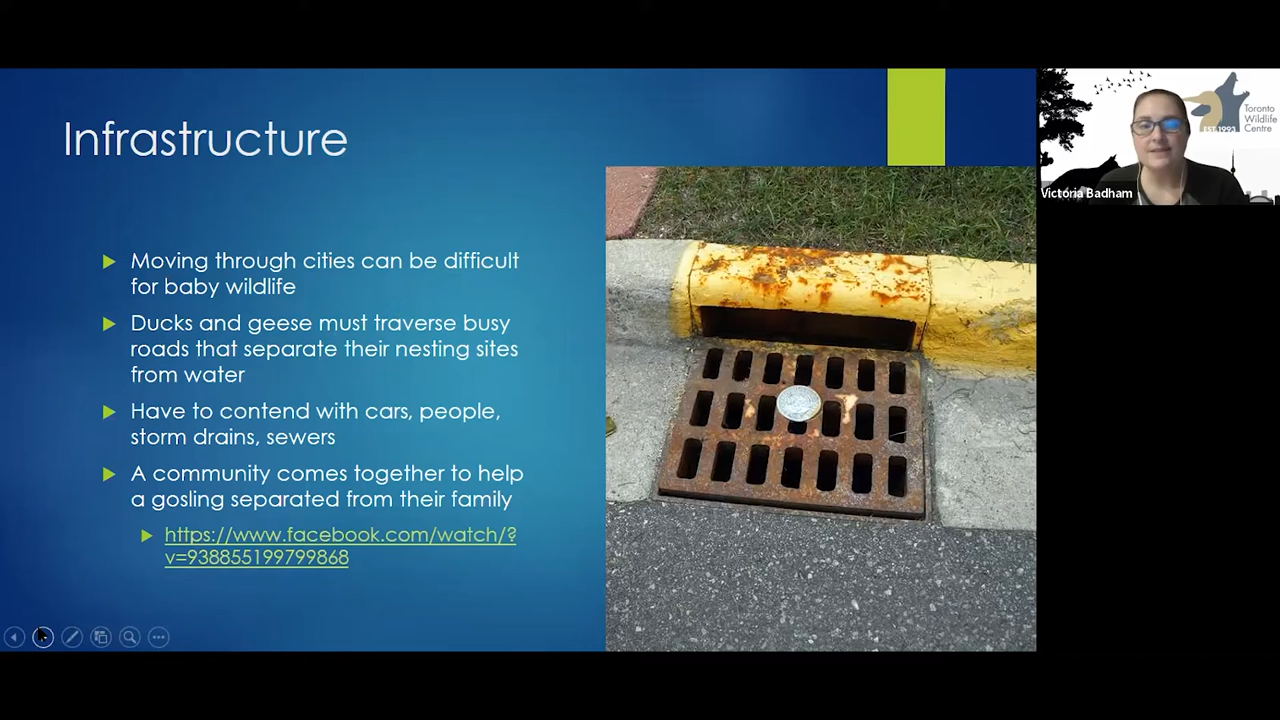 Infrastructure
Moving through cities can be difficult
for baby wildlife
Ducks and geese must traverse busy
roads that separate their nesting sites
from water
Have to contend with cars, people,
storm drains, sewers
A community comes together to help
a gosling separated from their family
https://www.facebook.com/watch/?
v=938855199799868
Toronto
Wildlife
Centre
EST 1993
Victoria Badham